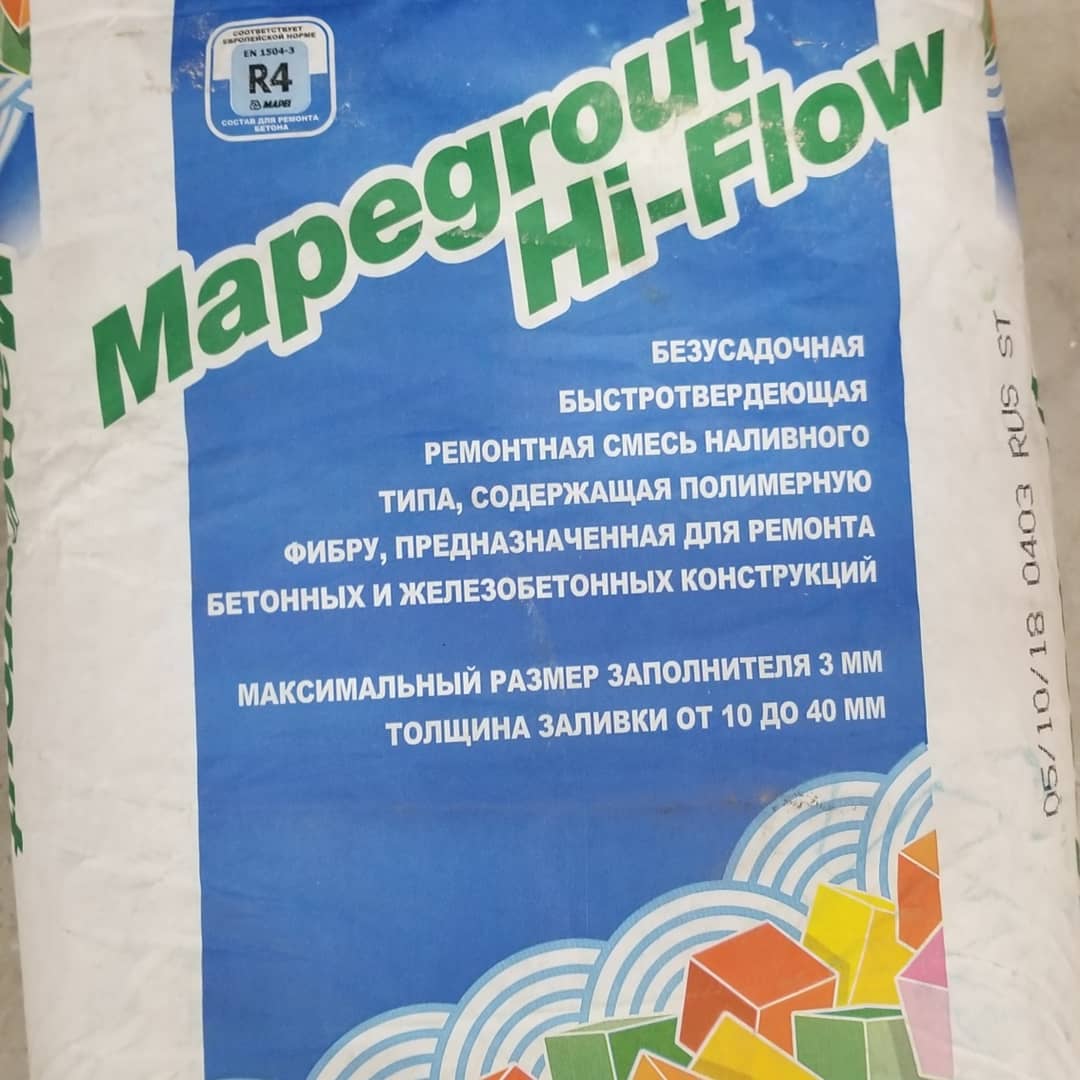 СООТВЕТСТВУЕТ
ЕВРОПЕЙСКОЙ НОРМЕ
EN 1504-3
R4
MAPEI
СОСТАВ ДЛЯ РЕМОНТА
БЕТОНА
Mapegrout
Hi-Flow
БЕЗУСАДОЧНАЯ
БЫСТРОТВЕРДЕЮЩАЯ
РЕМОНТНАЯ СМЕСЬ НАЛИВНОГО
ТИПА, СОДЕРЖАЩАЯ ПОЛИМЕРНУЮ
ФИБРУ, ПРЕДНАЗНАЧЕННАЯ ДЛЯ РЕМОНТА
БЕТОННЫХ И ЖЕЛЕЗОБЕТОННЫХ КОНСТРУКЦИЙ
МАКСИМАЛЬНЫЙ РАЗМЕР ЗАПОЛНИТЕЛЯ 3 ММ
ТОЛЩИНА ЗАЛИВКИ ОТ 10 ДО 40 ММ
05/10/18 0403 RUS ST